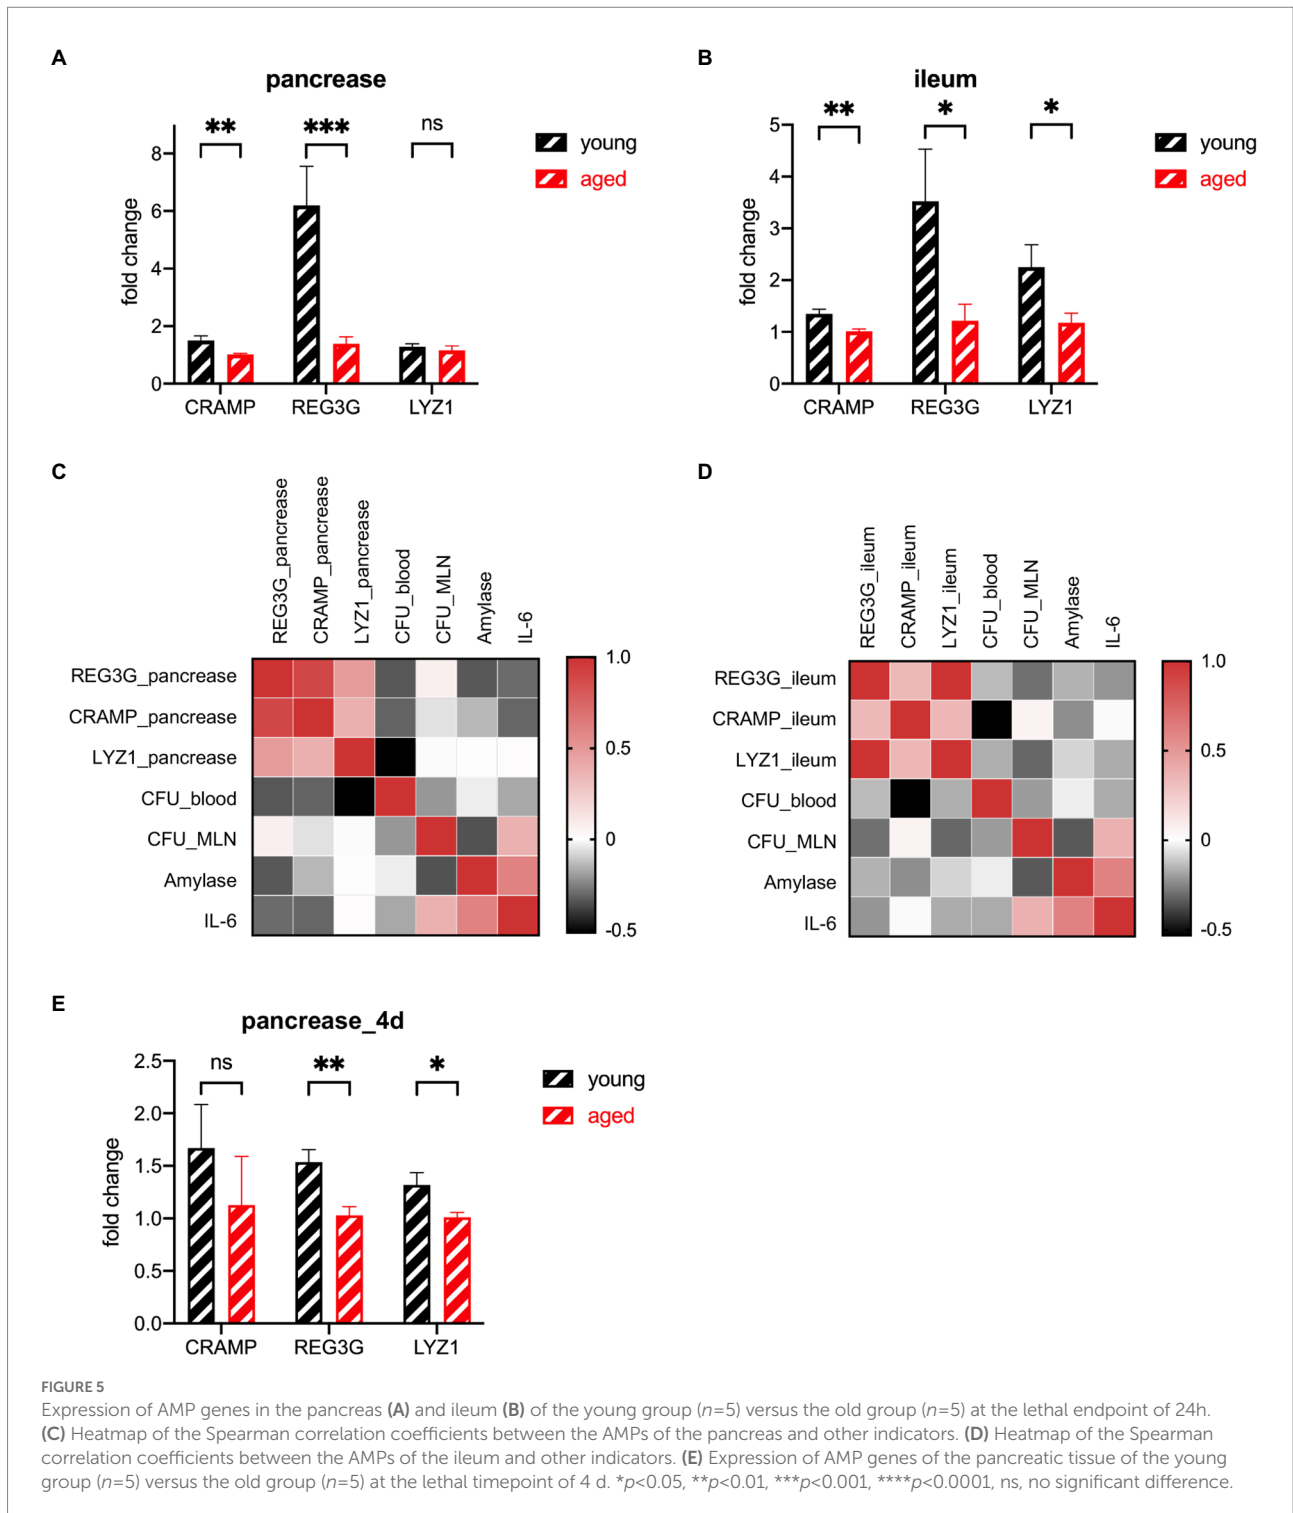 A
pancrease
** *** ns
young
aged
fold change
8
6
4
2
0
CRAMP REG3G LYZ1
B
ileum
** * *
young
aged
fold change
5
4
3
2
1
0
CRAMP REG3G LYZ1
C
REG3G_pancrease
CRAMP_pancrease
LYZ1_pancrease
CFU_blood
CFU_MLN
Amylase
IL-6
REG3G_pancrease
CRAMP_pancrease
LYZ1_pancrease
CFU_blood
CFU_MLN
Amylase
IL-6
1.0
0.5
0
-0.5
D
REG3G_ileum
CRAMP_ileum
LYZ1_ileum
CFU_blood
CFU_MLN
Amylase
IL-6
REG3G_ileum
CRAMP_ileum
LYZ1_ileum
CFU_blood
CFU_MLN
Amylase
IL-6
1.0
0.5
0
-0.5
E
pancrease_4d
ns ** *
young
aged
fold change
2.5
2.0
1.5
1.0
0.5
0.0
CRAMP REG3G LYZ1
FIGURE 5
Expression of AMP genes in the pancreas (A) and ileum (B) of the young group (n=5) versus the old group (n=5) at the lethal endpoint of 24h.
(C) Heatmap of the Spearman correlation coefficients between the AMPs of the pancreas and other indicators. (D) Heatmap of the Spearman
correlation coefficients between the AMPs of the ileum and other indicators. (E) Expression of AMP genes of the pancreatic tissue of the young
group (n=5) versus the old group (n=5) at the lethal timepoint of 4 d. *p<0.05, **p<0.01, ***p<0.001, ****p<0.0001, ns, no significant difference.